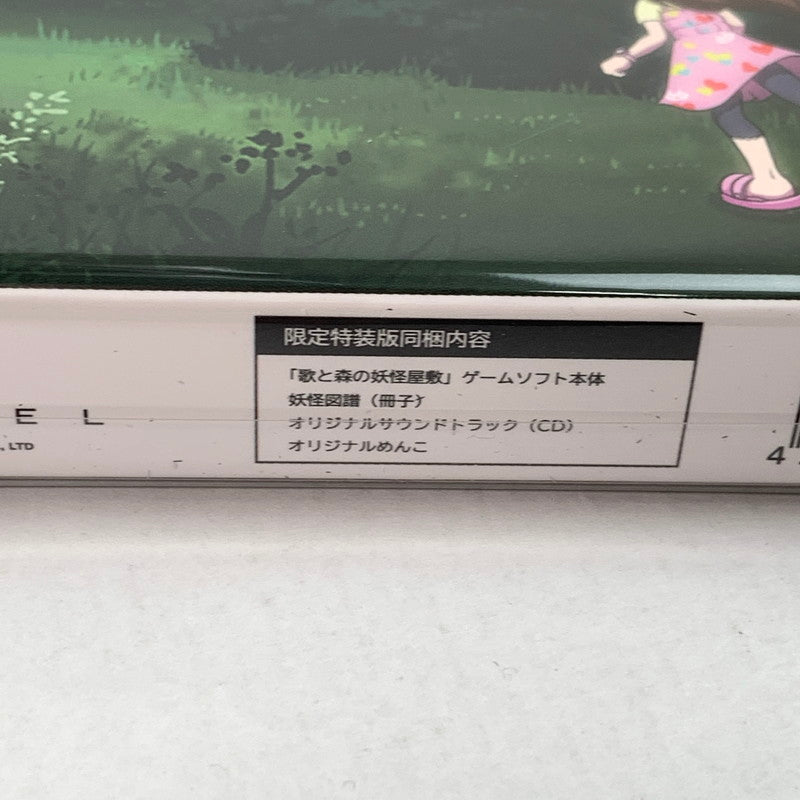 限定特装版同梱内容
「歌と森の妖怪屋敷」ゲームソフト本体
妖怪図譜（冊子）
オリジナルサウンドトラック（CD）
オリジナルめんこ
E L
., LTD
4